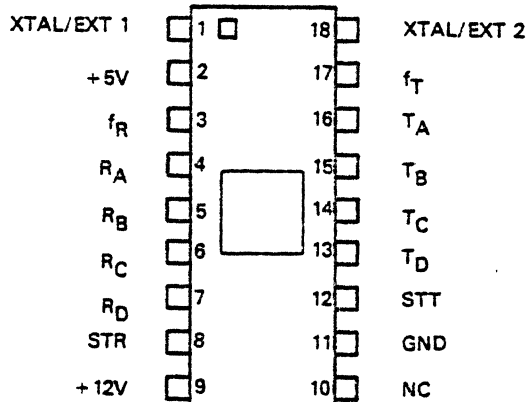 XTAL/EXT 1 1 18 XTAL/EXT 2
+5V 2 17 fT
fR 3 16 TA
RA 4 15 TB
RB 5 14 TC
RC 6 13 TD
RD 7 12 STT
STR 8 11 GND
+12V 9 10 NC